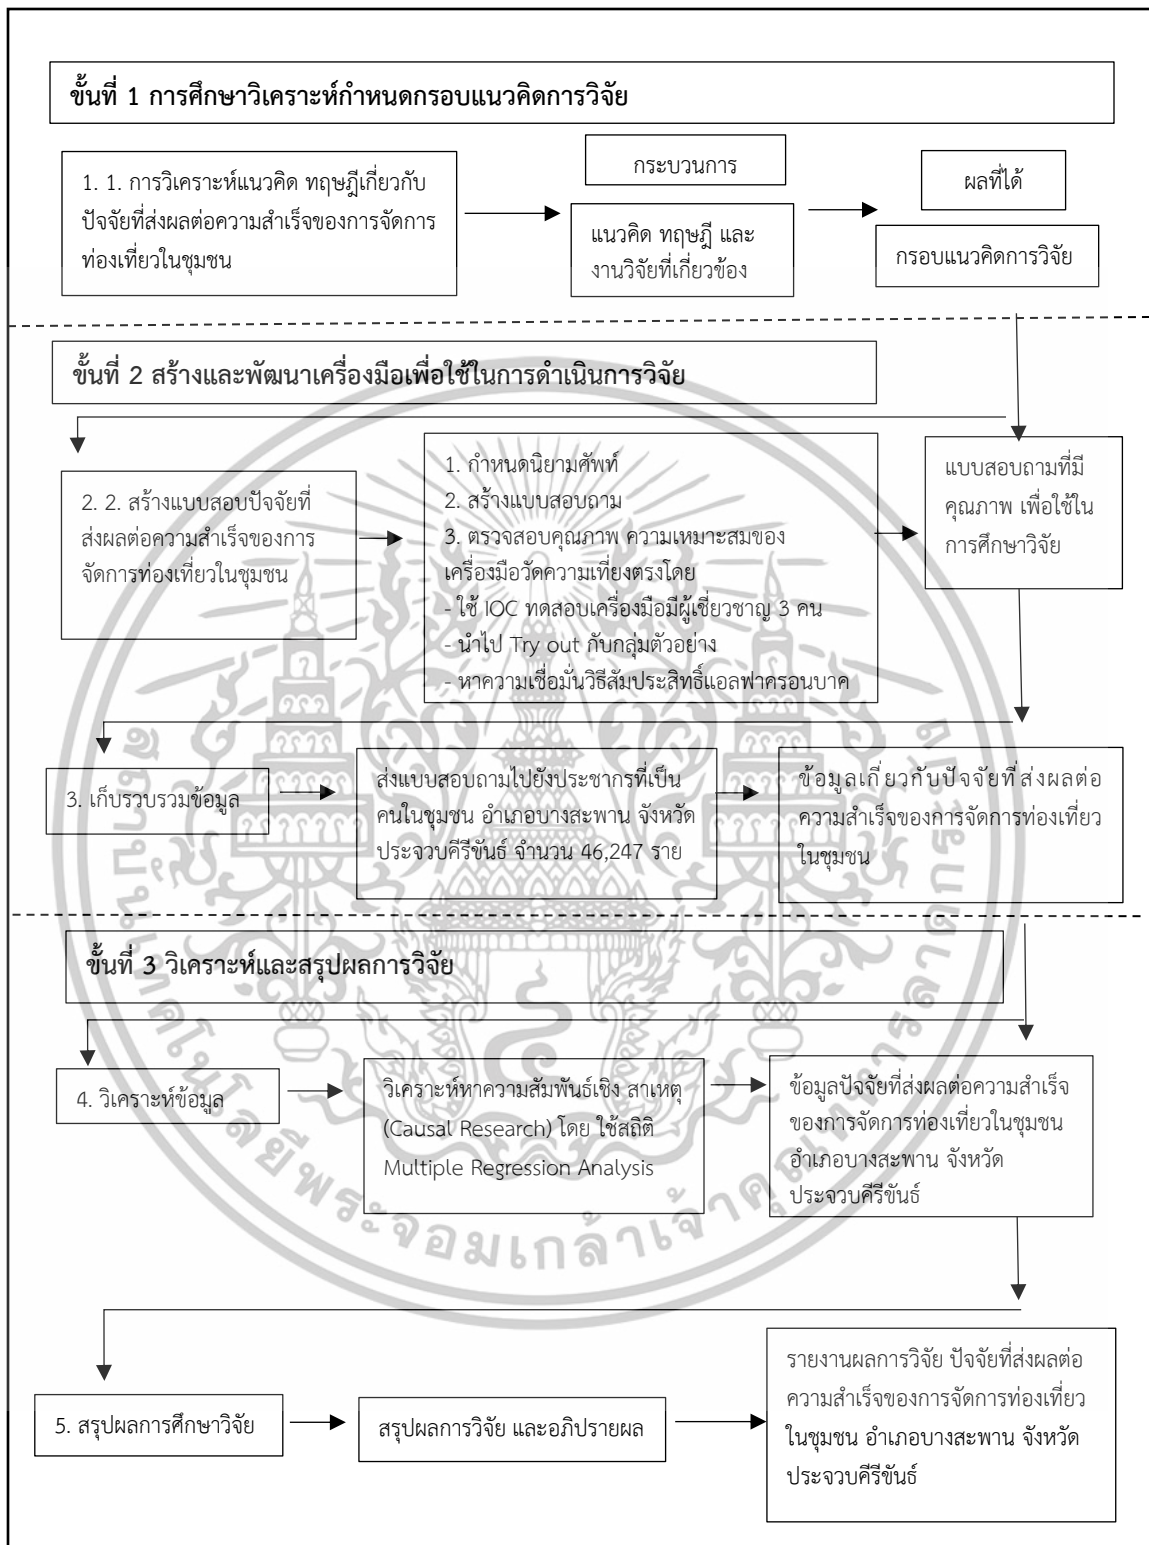 ขั้นที่ 1 การศึกษาวิเคราะห์กำหนดกรอบแนวคิดการวิจัย
1. 1. การวิเคราะห์แนวคิด ทฤษฎีเกี่ยวกับ
ปัจจัยที่ส่งผลต่อความสำเร็จของการจัดการ
ท่องเที่ยวในชุมชน
กระบวนการ
แนวคิด ทฤษฎี และ
งานวิจัยที่เกี่ยวข้อง
ผลที่ได้
กรอบแนวคิดการวิจัย
ขั้นที่ 2 สร้างและพัฒนาเครื่องมือเพื่อใช้ในการดำเนินการวิจัย
2. 2. สร้างแบบสอบปัจจัยที่
ส่งผลต่อความสำเร็จของการ
จัดการท่องเที่ยวในชุมชน
1. กำหนดนิยามศัพท์
2. สร้างแบบสอบถาม
3. ตรวจสอบคุณภาพ ความเหมาะสมของ
เครื่องมือวัดความเที่ยงตรงโดย
- ใช้ IOC ทดสอบเครื่องมือมีผู้เชี่ยวชาญ 3 คน
- นำไป Try out กับกลุ่มตัวอย่าง
- หาความเชื่อมั่นวิธีสัมประสิทธิ์แอลฟาครอนบาค
แบบสอบถามที่มี
คุณภาพ เพื่อใช้ใน
การศึกษาวิจัย
3. เก็บรวบรวมข้อมูล
ส่งแบบสอบถามไปยังประชากรที่เป็น
คนในชุมชน อำเภอบางสะพาน จังหวัด
ประจวบคีรีขันธ์ จำนวน 46,247 ราย
ข้อมูลเกี่ยวกับปัจจัยที่ส่งผลต่อ
ความสำเร็จของการจัดการท่องเที่ยว
ในชุมชน
ขั้นที่ 3 วิเคราะห์และสรุปผลการวิจัย
4. วิเคราะห์ข้อมูล
วิเคราะห์หาความสัมพันธ์เชิง สาเหตุ
(Causal Research) โดย ใช้สถิติ
Multiple Regression Analysis
ข้อมูลปัจจัยที่ส่งผลต่อความสำเร็จ
ของการจัดการท่องเที่ยวในชุมชน
อำเภอบางสะพาน จังหวัด
ประจวบคีรีขันธ์
5. สรุปผลการศึกษาวิจัย
สรุปผลการวิจัย และอภิปรายผล
รายงานผลการวิจัย ปัจจัยที่ส่งผลต่อ
ความสำเร็จของการจัดการท่องเที่ยว
ในชุมชน อำเภอบางสะพาน จังหวัด
ประจวบคีรีขันธ์
สถาบันเทคโนโลยีพระจอมเกล้าเจ้าคุณทหารลาดกระบัง